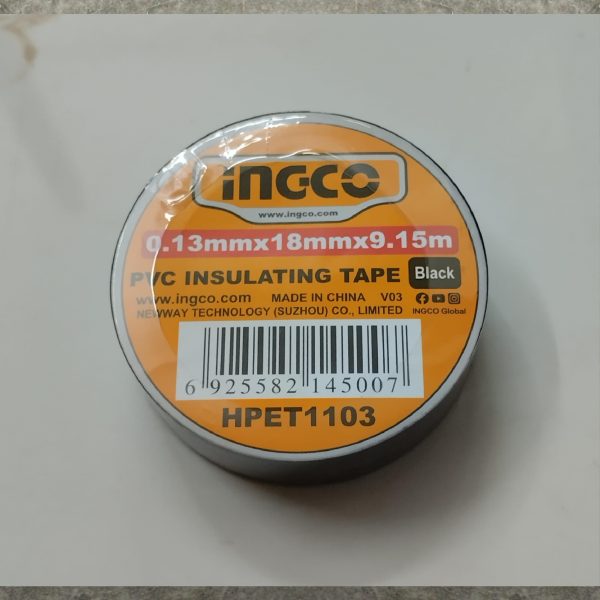 INGCO
www.ingco.com
0.13mmx18mmx9.15m
PVC INSULATING TAPE Black
www.ingco.com MADE IN CHINA V03
NEWWAY TECHNOLOGY (SUZHOU) CO., LIMITED INGCO Global
6 925582 145007
HPET1103